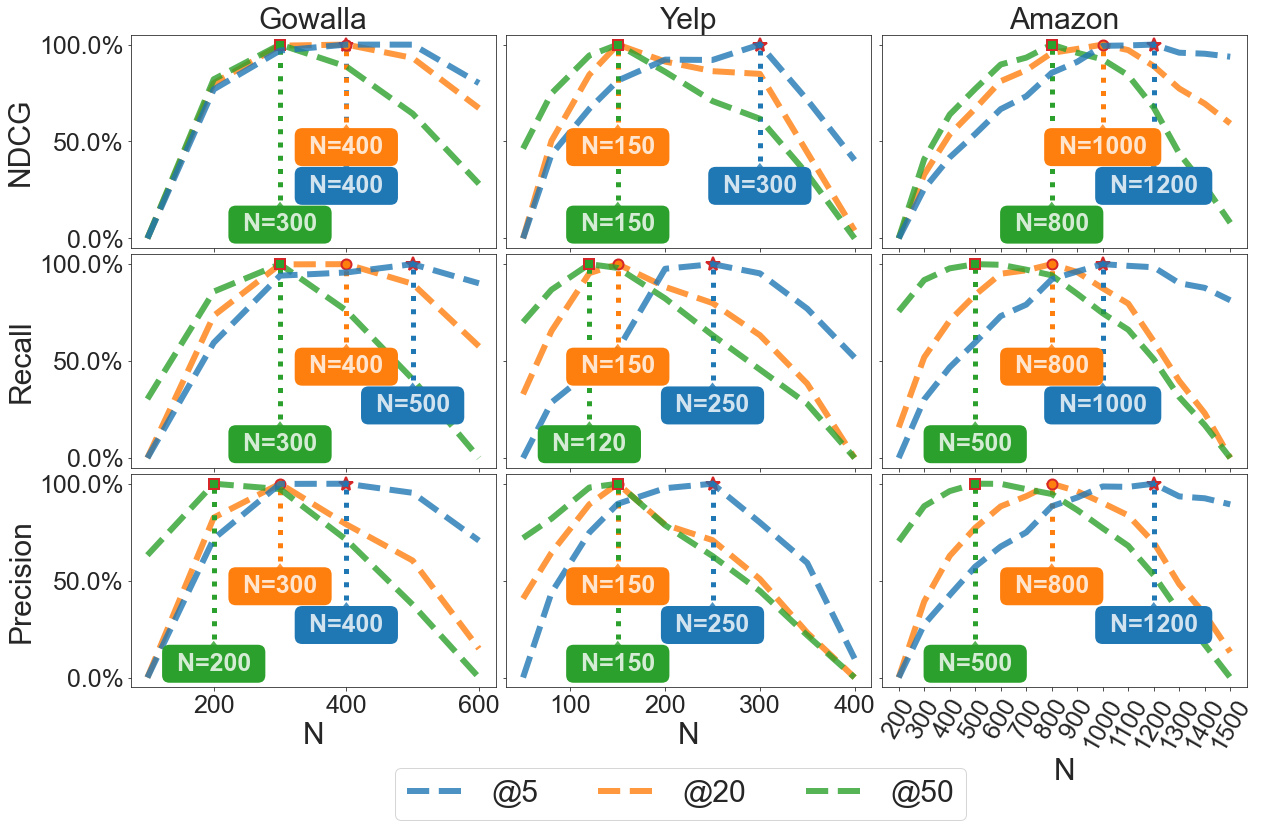 Gowalla Yelp Amazon
NDCG
100.0%
50.0%
0.0%
N=400
N=400
N=300
N=150
N=300
N=150
N=1000
N=1200
N=800
Recall
100.0%
50.0%
0.0%
N=400
N=500
N=300
N=150
N=250
N=120
N=800
N=1000
N=500
Precision
100.0%
50.0%
0.0%
N=300
N=400
N=200
N=150
N=250
N=150
N=800
N=1200
N=500
200 400 600
N
100 200 300 400
N
200 300 400 500 600 700 800 900 1000 1100 1200 1300 1400 1500
N
@5 @20 @50